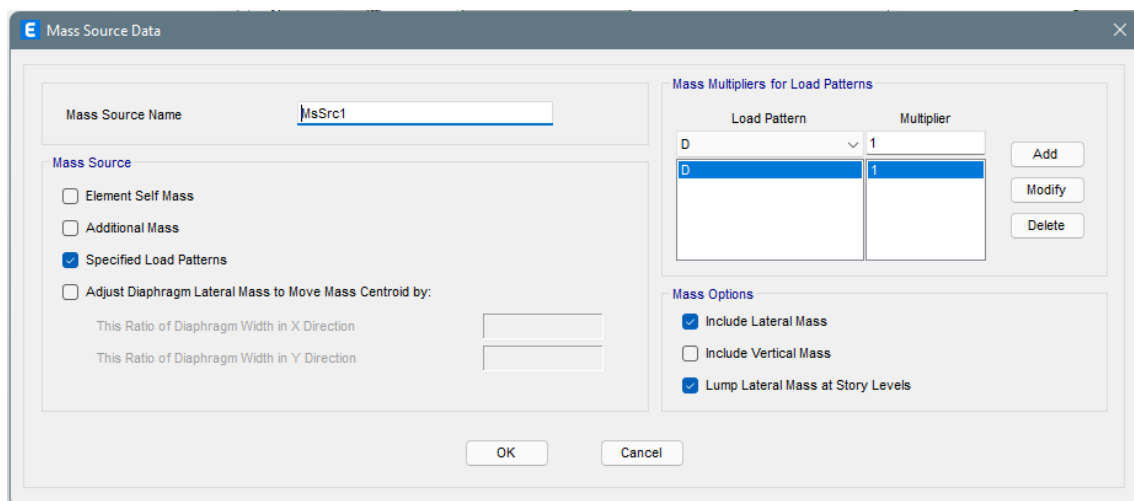 E Mass Source Data
Mass Source Name MsSrc1
Mass Source
Element Self Mass
Additional Mass
Specified Load Patterns
Adjust Diaphragm Lateral Mass to Move Mass Centroid by:
This Ratio of Diaphragm Width in X Direction
This Ratio of Diaphragm Width in Y Direction
Mass Multipliers for Load Patterns
Load Pattern Multiplier
D 1
D 1
Add
Modify
Delete
Mass Options
Include Lateral Mass
Include Vertical Mass
Lump Lateral Mass at Story Levels
OK Cancel